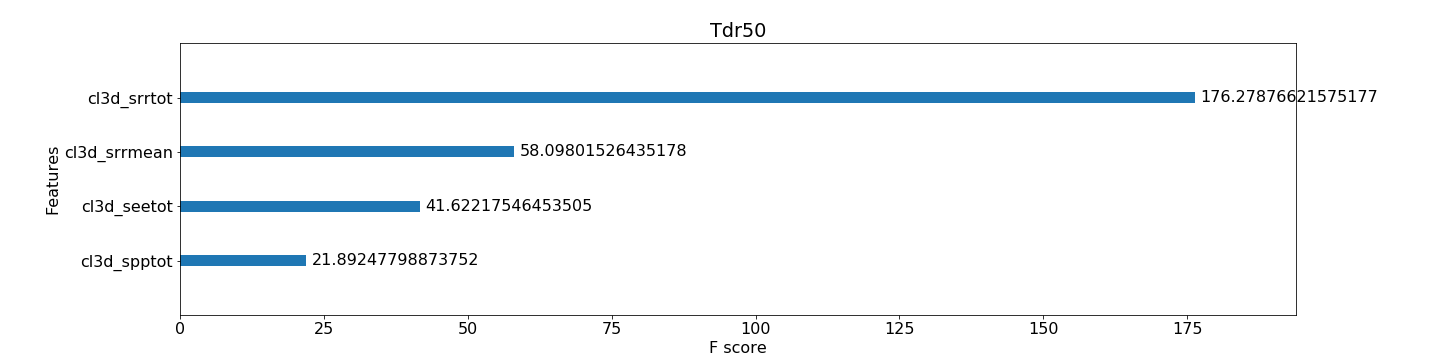 Tdr50
cl3d_srrtot 176.27876621575177
cl3d_srrmean 58.09801526435178
cl3d_seetot 41.62217546453505
cl3d_spptot 21.89247798873752
Features
0 25 50 75 100 125 150 175
F score